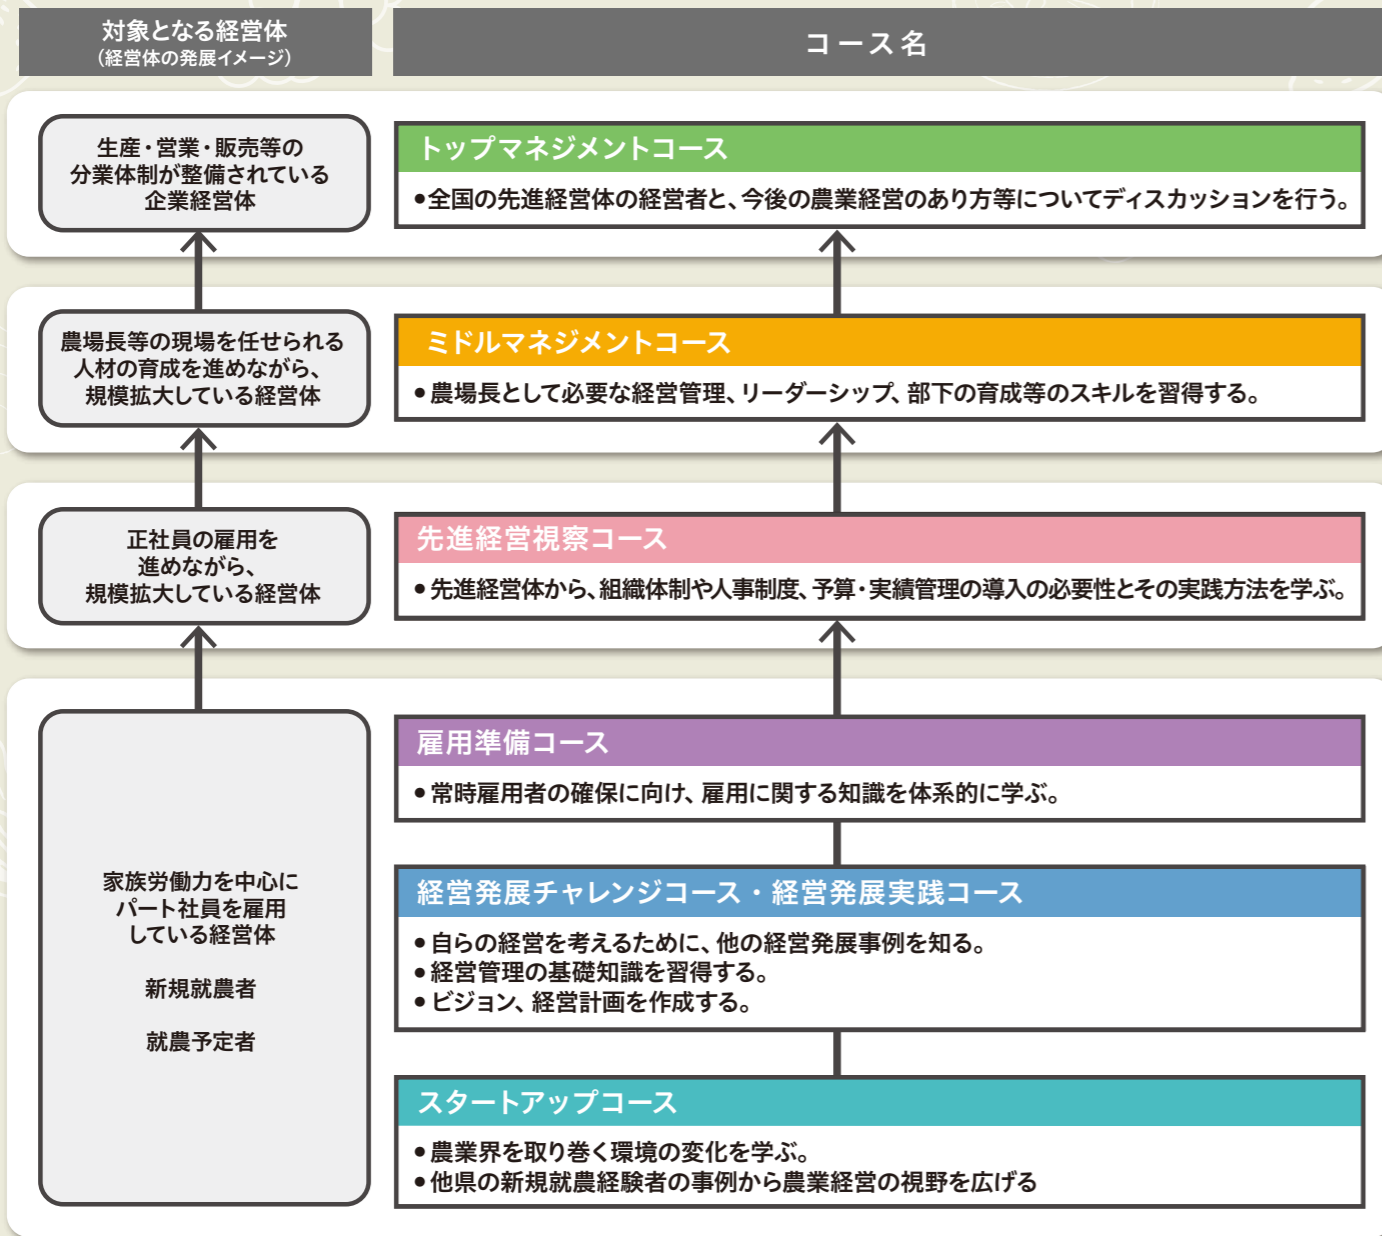 対象となる経営体
(経営体の発展イメージ)
コース名
生産・営業・販売等の
分業体制が整備されている
企業経営体
トップマネジメントコース
●全国の先進経営体の経営者と、今後の農業経営のあり方等についてディスカッションを行う。
農場長等の現場を任せられる
人材の育成を進めながら、
規模拡大している経営体
ミドルマネジメントコース
●農場長として必要な経営管理、リーダーシップ、部下の育成等のスキルを習得する。
正社員の雇用を
進めながら、
規模拡大している経営体
先進経営視察コース
●先進経営体から、組織体制や人事制度、予算・実績管理の導入の必要性とその実践方法を学ぶ。
家族労働力を中心に
パート社員を雇用
している経営体
新規就農者
就農予定者
雇用準備コース
●常時雇用者の確保に向け、雇用に関する知識を体系的に学ぶ。
経営発展チャレンジコース・経営発展実践コース
●自らの経営を考えるために、他の経営発展事例を知る。
●経営管理の基礎知識を習得する。
●ビジョン、経営計画を作成する。
スタートアップコース
●農業界を取り巻く環境の変化を学ぶ。
●他県の新規就農経験者の事例から農業経営の視野を広げる